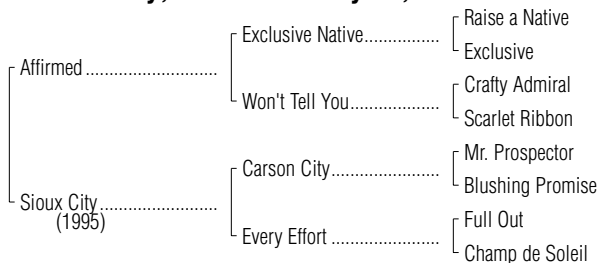 Raise a Native
Exclusive Native................
Exclusive
Affirmed ............................
Crafty Admiral
Won't Tell You...................
Scarlet Ribbon
Mr. Prospector
Carson City.......................
Blushing Promise
Sioux City.........................
(1995)
Full Out
Every Effort .......................
Champ de Soleil